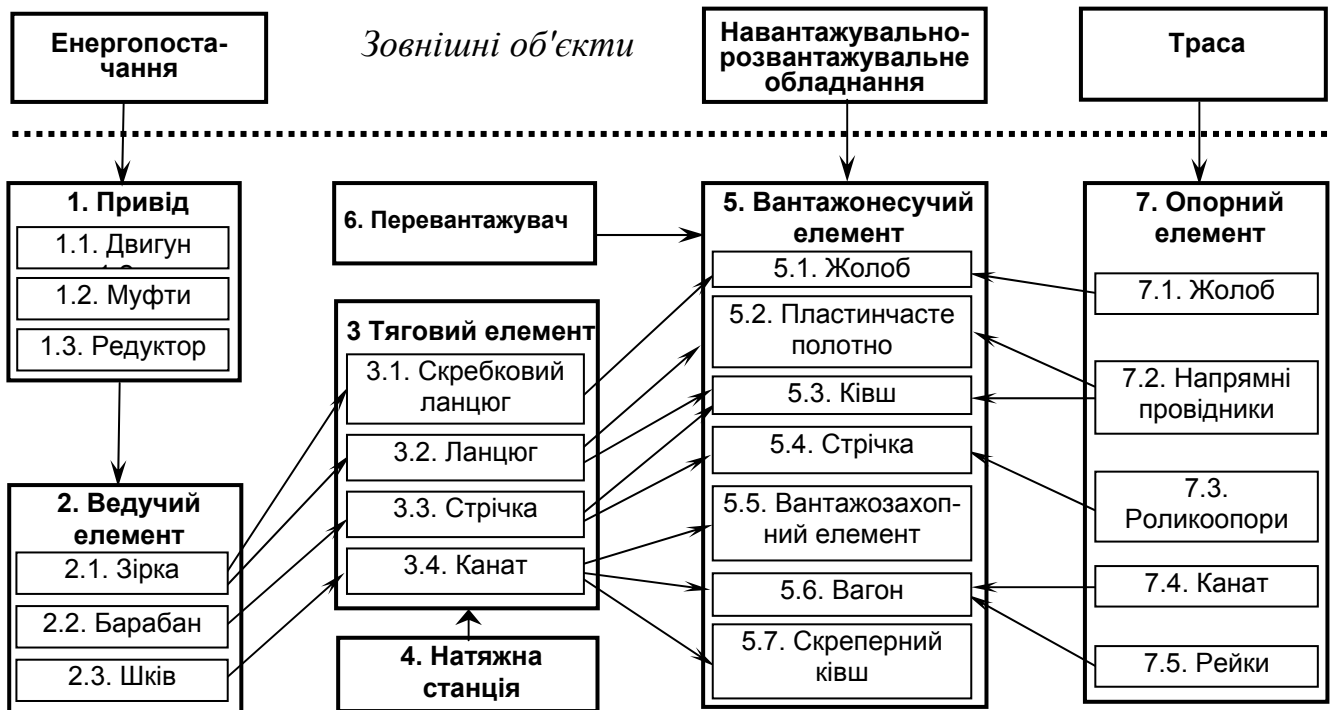 Енергопоста-
чання
Зовнішні об'єкти
Навантажувально-
розвантажувальне
обладнання
Траса
1. Привід
1.1. Двигун
1.2. Муфти
1.3. Редуктор
2. Ведучий
елемент
2.1. Зірка
2.2. Барабан
2.3. Шків
6. Перевантажувач
3 Тяговий елемент
3.1. Скребковий
ланцюг
3.2. Ланцюг
3.3. Стрічка
3.4. Канат
4. Натяжна
станція
5. Вантажонесучий
елемент
5.1. Жолоб
5.2. Пластинчасте
полотно
5.3. Ківш
5.4. Стрічка
5.5. Вантажозахоп-
ний елемент
5.6. Вагон
5.7. Скреперний
ківш
7. Опорний
елемент
7.1. Жолоб
7.2. Напрямні
провідники
7.3.
Роликоопори
7.4. Канат
7.5. Рейки